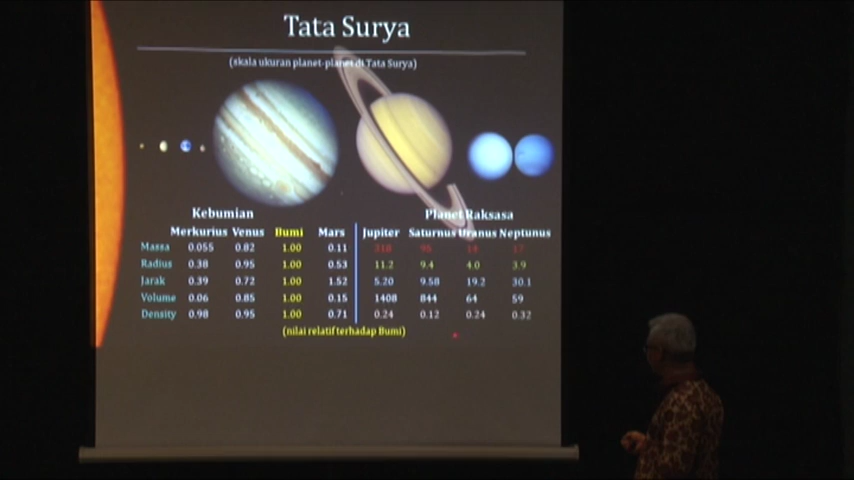 Tata Surya
(skala ukuran planet-planet di Tata Surya)
Kebumian Planet Raksasa
Merkurius Venus Bumi Mars Jupiter Saturnus Uranus Neptunus
Massa 0.055 0.82 1.00 0.11 318 95 14 17
Radius 0.38 0.95 1.00 0.53 11.2 9.4 4.0 3.9
Jarak 0.39 0.72 1.00 1.52 5.20 9.58 19.2 30.1
Volume 0.06 0.85 1.00 0.15 1408 844 64 59
Density 0.98 0.95 1.00 0.71 0.24 0.12 0.24 0.32
(nilai relatif terhadap Bumi)